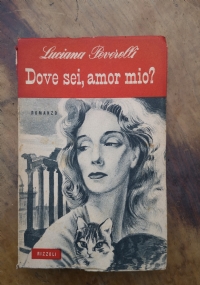 Luciana Peverelli
Dove sei, amor mio?
ROMANZO
RIZZOLI